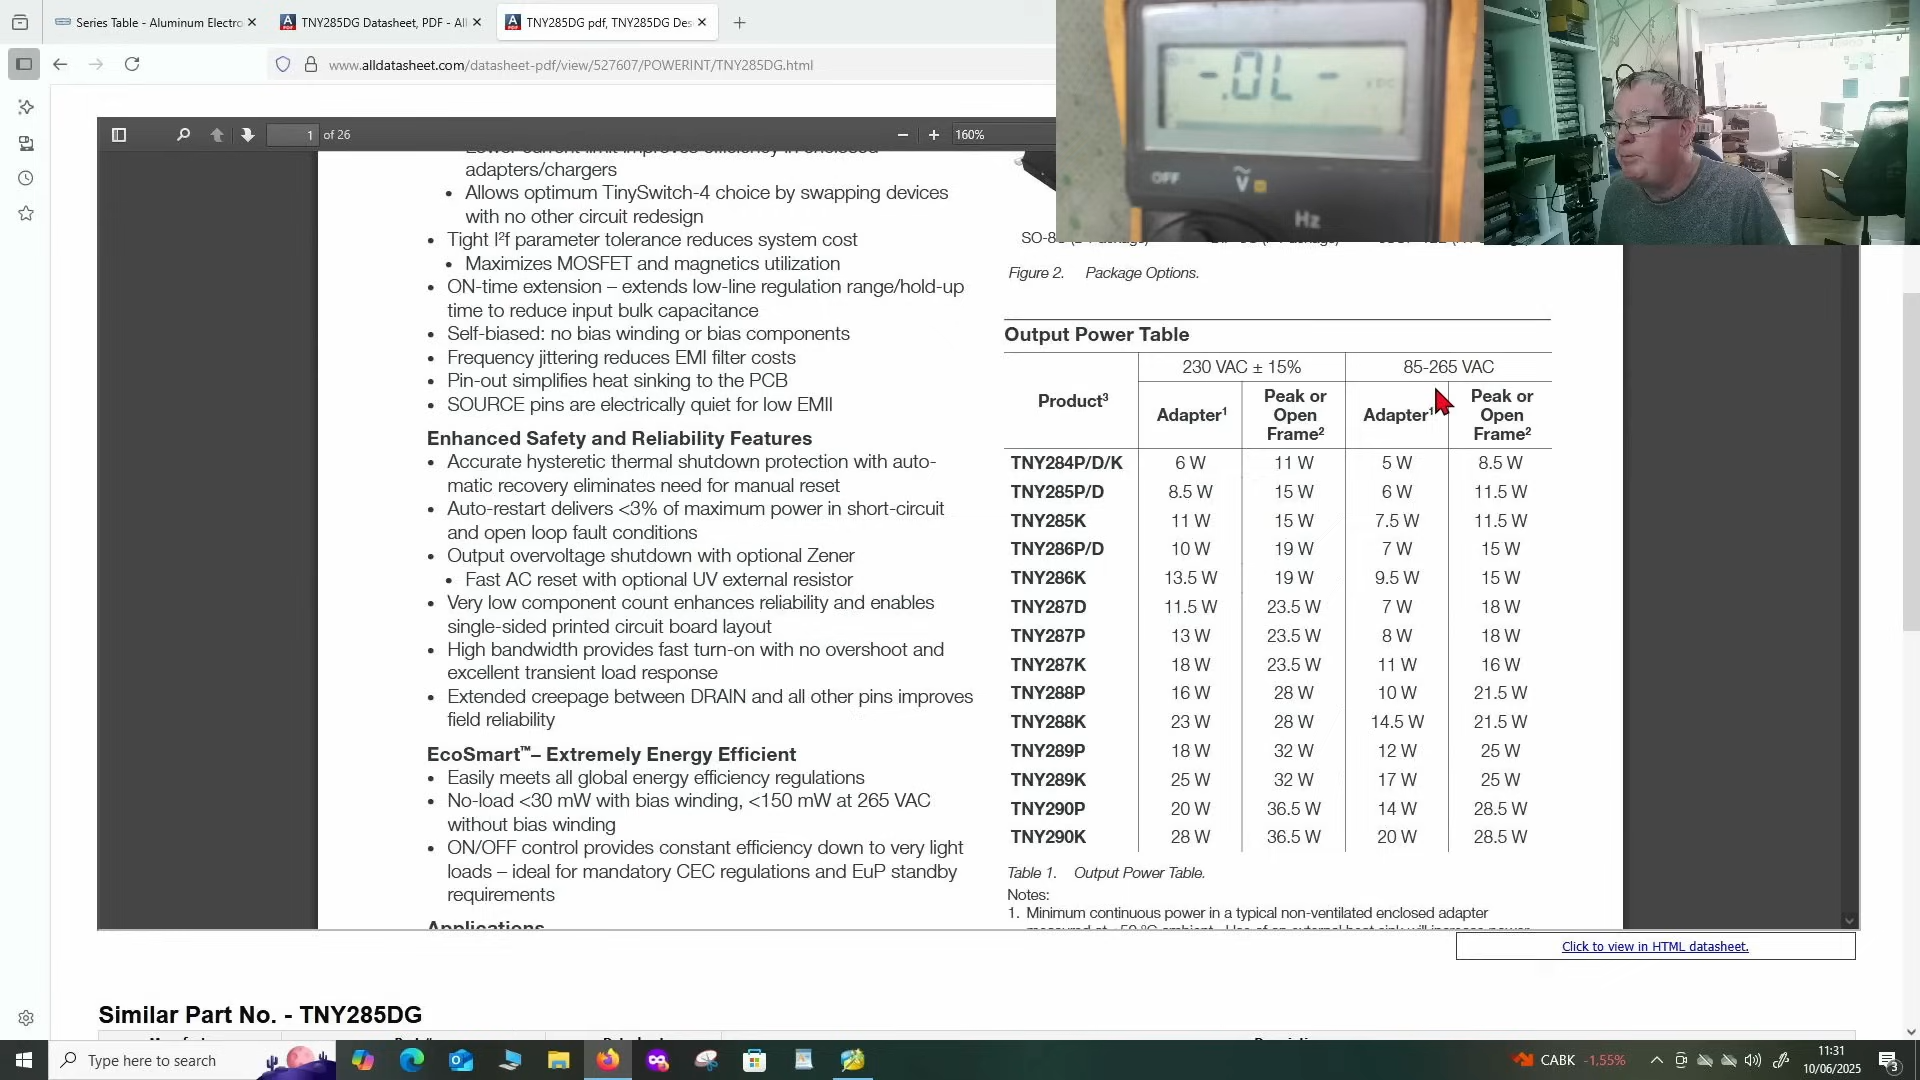 Series Table - Aluminum Electro
TNY285DG Datasheet, PDF - All
TNY285DG pdf, TNY285DG Des
www.alldatasheet.com/datasheet-pdf/view/527607/POWERINT/TNY285DG.html
1 of 26
160%
Lower current limit improves efficiency in enclosed
adapters/chargers
• Allows optimum TinySwitch-4 choice by swapping devices
with no other circuit redesign
• Tight I²f parameter tolerance reduces system cost
• Maximizes MOSFET and magnetics utilization
• ON-time extension – extends low-line regulation range/hold-up
time to reduce input bulk capacitance
• Self-biased: no bias winding or bias components
• Frequency jittering reduces EMI filter costs
• Pin-out simplifies heat sinking to the PCB
• SOURCE pins are electrically quiet for low EMII
Enhanced Safety and Reliability Features
• Accurate hysteretic thermal shutdown protection with auto-
matic recovery eliminates need for manual reset
• Auto-restart delivers <3% of maximum power in short-circuit
and open loop fault conditions
• Output overvoltage shutdown with optional Zener
• Fast AC reset with optional UV external resistor
• Very low component count enhances reliability and enables
single-sided printed circuit board layout
• High bandwidth provides fast turn-on with no overshoot and
excellent transient load response
• Extended creepage between DRAIN and all other pins improves
field reliability
EcoSmart™– Extremely Energy Efficient
• Easily meets all global energy efficiency regulations
• No-load <30 mW with bias winding, <150 mW at 265 VAC
without bias winding
• ON/OFF control provides constant efficiency down to very light
loads – ideal for mandatory CEC regulations and EuP standby
requirements
Applications
-.OL -
OFF
V
Hz
Figure 2. Package Options.
Output Power Table
Product³ 230 VAC ± 15% 85-265 VAC
Adapter¹ Peak or Open Frame² Adapter¹ Peak or Open Frame²
TNY284P/D/K 6 W 11 W 5 W 8.5 W
TNY285P/D 8.5 W 15 W 6 W 11.5 W
TNY285K 11 W 15 W 7.5 W 11.5 W
TNY286P/D 10 W 19 W 7 W 15 W
TNY286K 13.5 W 19 W 9.5 W 15 W
TNY287D 11.5 W 23.5 W 7 W 18 W
TNY287P 13 W 23.5 W 8 W 18 W
TNY287K 18 W 23.5 W 11 W 16 W
TNY288P 16 W 28 W 10 W 21.5 W
TNY288K 23 W 28 W 14.5 W 21.5 W
TNY289P 18 W 32 W 12 W 25 W
TNY289K 25 W 32 W 17 W 25 W
TNY290P 20 W 36.5 W 14 W 28.5 W
TNY290K 28 W 36.5 W 20 W 28.5 W
Table 1. Output Power Table.
Notes:
1. Minimum continuous power in a typical non-ventilated enclosed adapter
Click to view in HTML datasheet.
Similar Part No. - TNY285DG
Type here to search
CABK -1,55%
11:31
10/06/2025
3